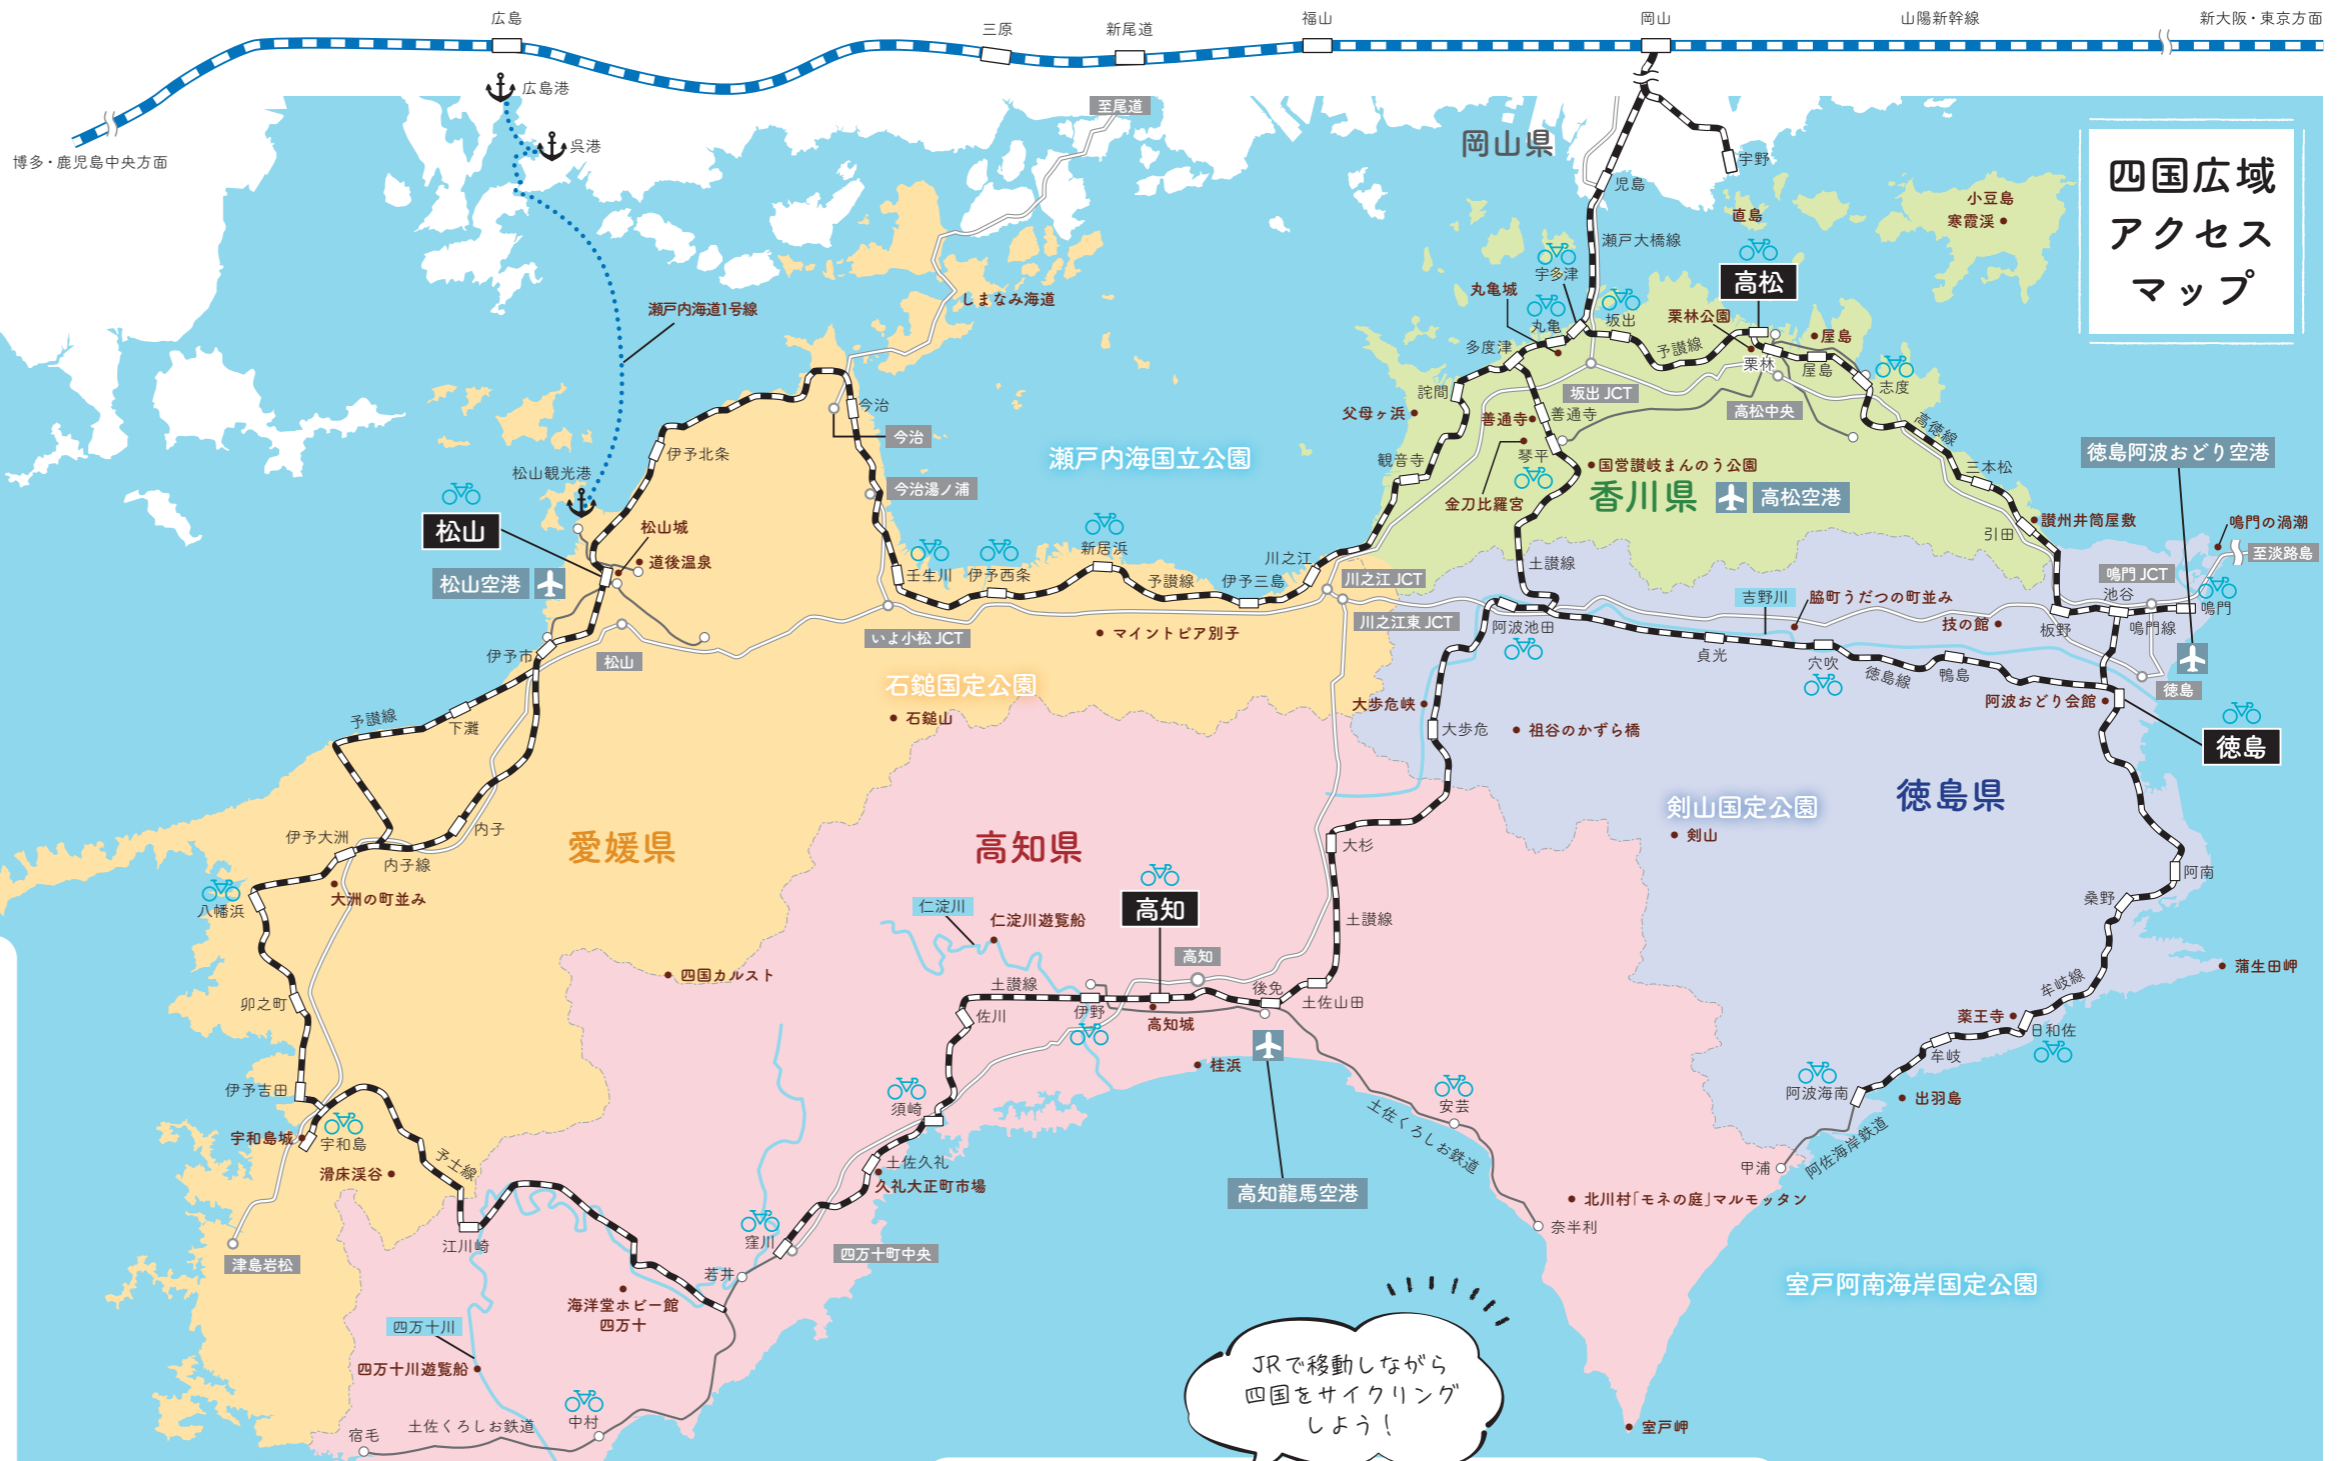 広島
三原
新尾道
福山
岡山
山陽新幹線
新大阪・東京方面
博多・鹿児島中央方面
広島港
呉港
至尾道
岡山県
宇野
児島
直島
小豆島
寒霞渓
四国広域
アクセス
マップ
瀬戸大橋線
瀬戸内海道1号線
しまなみ海道
宇多津
丸亀城
丸亀
坂出
高松
栗林公園
屋島
多度津
予讃線
栗林
屋島
志度
詫間
坂出 JCT
高松中央
父母ヶ浜
善通寺
善通寺
高徳線
今治
今治
伊予北条
瀬戸内海国立公園
観音寺
琴平
国営讃岐まんのう公園
三本松
徳島阿波おどり空港
松山観光港
今治湯ノ浦
金刀比羅宮
香川県
高松空港
松山
松山城
道後温泉
松山空港
壬生川
伊予西条
新居浜
予讃線
伊予三島
川之江
川之江 JCT
土讃線
引田
讃州井筒屋敷
鳴門の渦潮
至淡路島
鳴門 JCT
池谷
鳴門
吉野川
脇町うだつの町並み
技の館
板野
鳴門線
いよ小松 JCT
マイントピア別子
川之江東 JCT
阿波池田
貞光
穴吹
徳島線
鴨島
徳島
伊予市
松山
石鎚国定公園
石鎚山
大歩危峡
大歩危
祖谷のかずら橋
阿波おどり会館
徳島
予讃線
下灘
剣山国定公園
剣山
徳島県
伊予大洲
内子
内子線
愛媛県
高知県
大杉
阿南
大洲の町並み
八幡浜
桑野
仁淀川
仁淀川遊覧船
高知
土讃線
四国カルスト
高知
蒲生田岬
卯之町
土讃線
伊野
後免
土佐山田
牟岐線
佐川
高知城
薬王寺
日和佐
牟岐
桂浜
伊予吉田
須崎
安芸
阿波海南
出羽島
宇和島城
宇和島
予土線
土佐くろしお鉄道
阿佐海岸鉄道
滑床渓谷
土佐久礼
久礼大正町市場
甲浦
高知龍馬空港
北川村「モネの庭」マルモッタン
奈半利
江川崎
窪川
四万十町中央
津島岩松
若井
室戸阿南海岸国定公園
海洋堂ホビー館
四万十
四万十川
四万十川遊覧船
JRで移動しながら
四国をサイクリング
しよう！
中村
土佐くろしお鉄道
宿毛
室戸岬